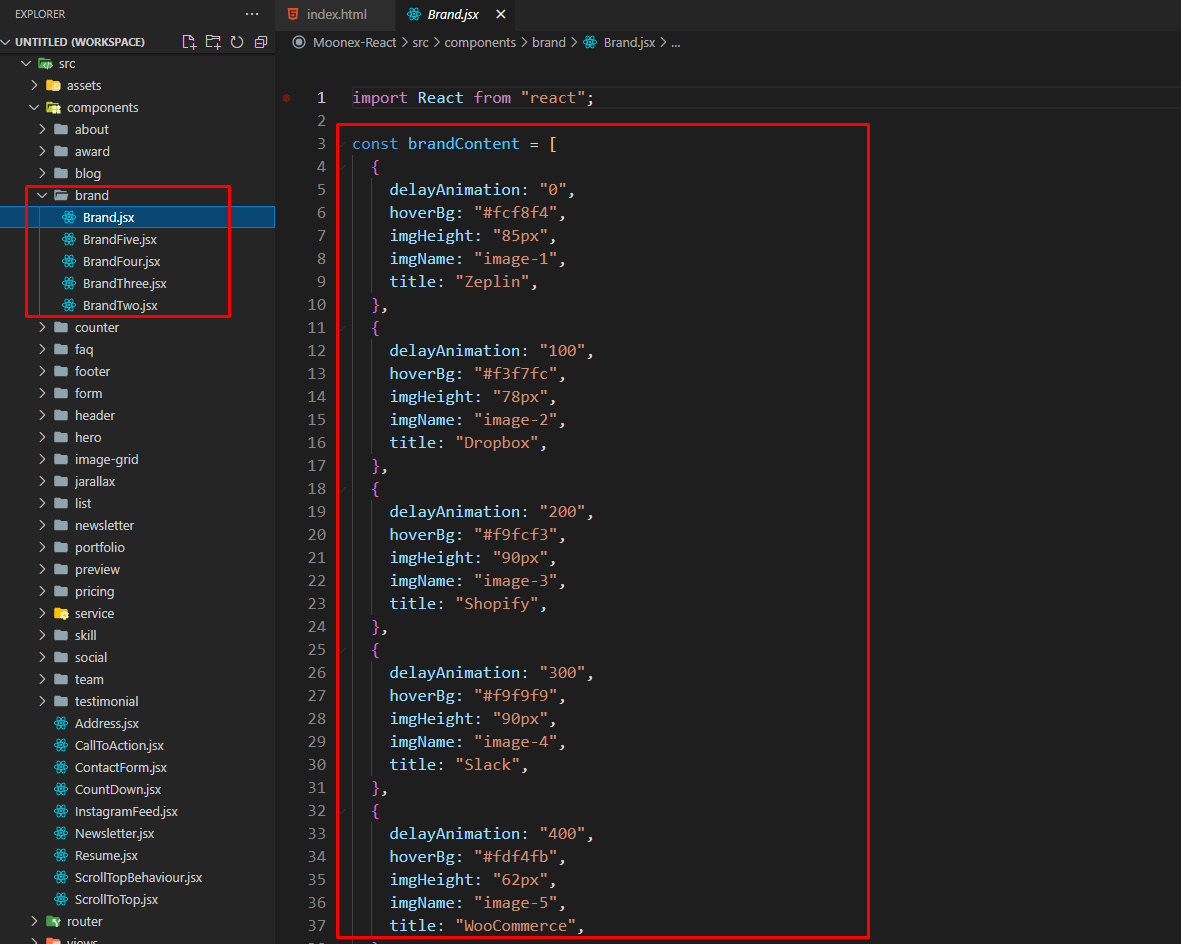 EXPLORER
UNTITLED (WORKSPACE)
src
assets
components
about
award
blog
brand
Brand.jsx
BrandFive.jsx
BrandFour.jsx
BrandThree.jsx
BrandTwo.jsx
counter
faq
footer
form
header
hero
image-grid
jarallax
list
newsletter
portfolio
preview
pricing
service
skill
social
team
testimonial
Address.jsx
CallToAction.jsx
ContactForm.jsx
CountDown.jsx
InstagramFeed.jsx
Newsletter.jsx
Resume.jsx
ScrollTopBehaviour.jsx
ScrollToTop.jsx
router
views
index.html
Brand.jsx
Moonex-React > src > components > brand > Brand.jsx > ...
1 import React from "react";
2
3 const brandContent = [
4 {
5 delayAnimation: "0",
6 hoverBg: "#fcf8f4",
7 imgHeight: "85px",
8 imgName: "image-1",
9 title: "Zeplin",
10 },
11 {
12 delayAnimation: "100",
13 hoverBg: "#f3f7fc",
14 imgHeight: "78px",
15 imgName: "image-2",
16 title: "Dropbox",
17 },
18 {
19 delayAnimation: "200",
20 hoverBg: "#f9fcf3",
21 imgHeight: "90px",
22 imgName: "image-3",
23 title: "Shopify",
24 },
25 {
26 delayAnimation: "300",
27 hoverBg: "#f9f9f9",
28 imgHeight: "90px",
29 imgName: "image-4",
30 title: "Slack",
31 },
32 {
33 delayAnimation: "400",
34 hoverBg: "#fdf4fb",
35 imgHeight: "62px",
36 imgName: "image-5",
37 title: "WooCommerce",